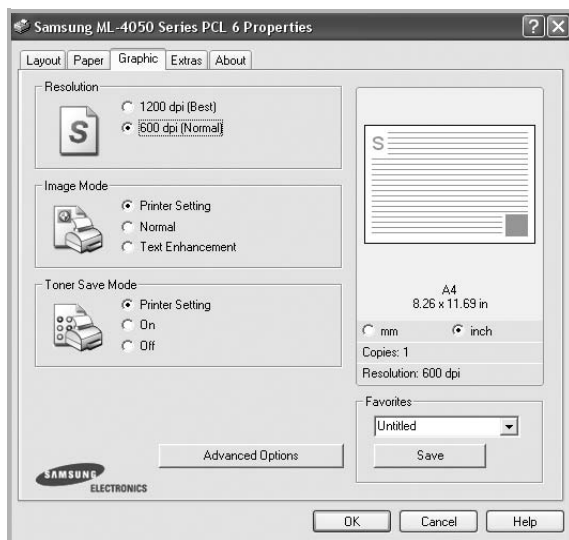 Samsung ML-4050 Series PCL 6 Properties
Layout Paper Graphic Extras About
Resolution
1200 dpi (Best)
600 dpi (Normal)
S
Image Mode
Printer Setting
Normal
Text Enhancement
Toner Save Mode
Printer Setting
On
Off
S
A4
8.26 x 11.69 in
mm inch
Copies: 1
Resolution: 600 dpi
Favorites
Untitled
Save
Advanced Options
SAMSUNG
ELECTRONICS
OK Cancel Help